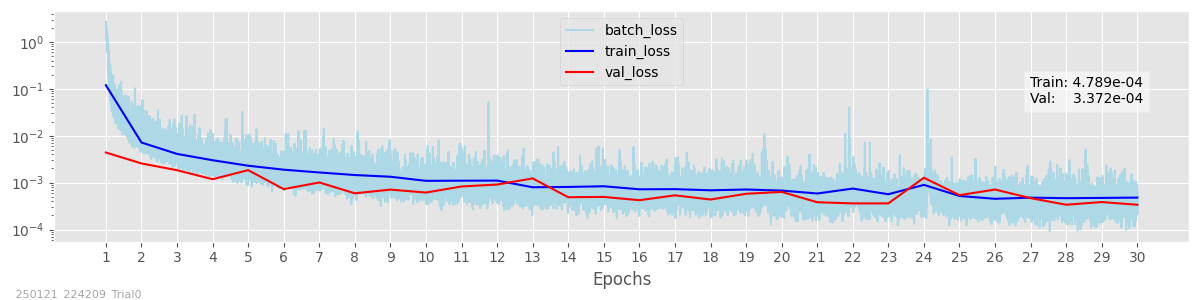 batch_loss
train_loss
val_loss
Train: 4.789e-04
Val: 3.372e-04
10^0
10^-1
10^-2
10^-3
10^-4
1 2 3 4 5 6 7 8 9 10 11 12 13 14 15 16 17 18 19 20 21 22 23 24 25 26 27 28 29 30
Epochs
250121_224209_Trial0